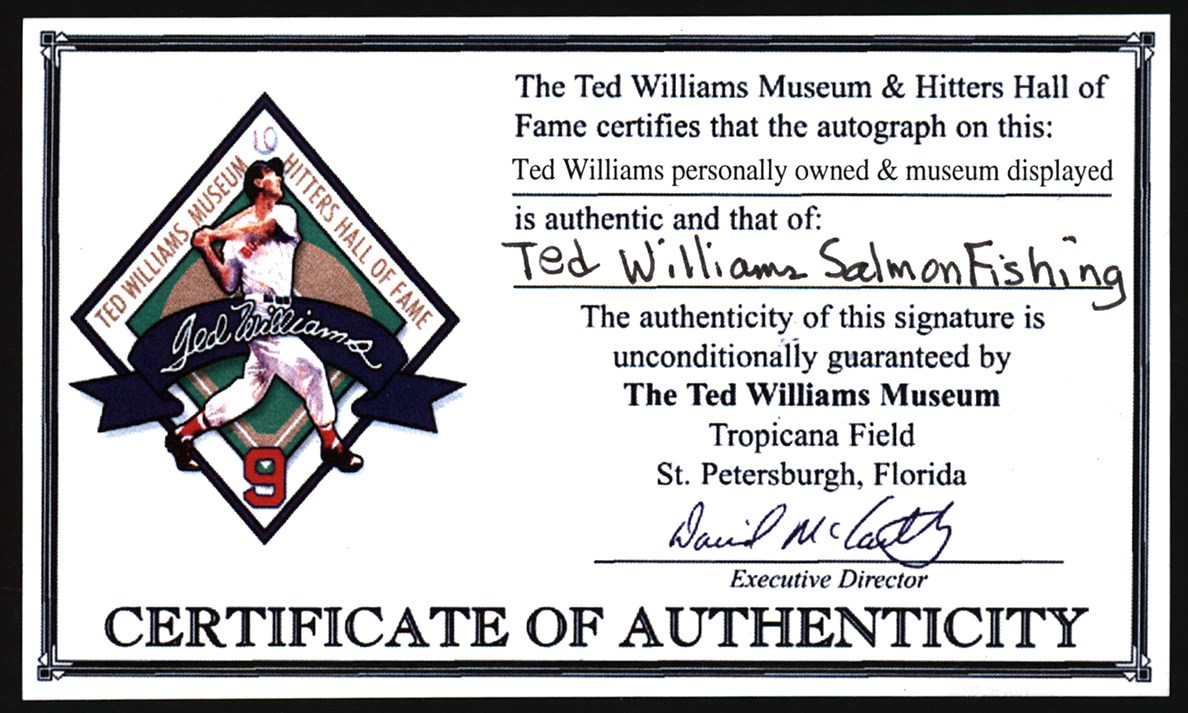 TED WILLIAMS MUSEUM
HITTERS HALL OF FAME
Ted Williams
9
The Ted Williams Museum & Hitters Hall of
Fame certifies that the autograph on this:
Ted Williams personally owned & museum displayed
is authentic and that of:
Ted Williams Salmon Fishing
The authenticity of this signature is
unconditionally guaranteed by
The Ted Williams Museum
Tropicana Field
St. Petersburgh, Florida
David McCarthy
Executive Director
CERTIFICATE OF AUTHENTICITY